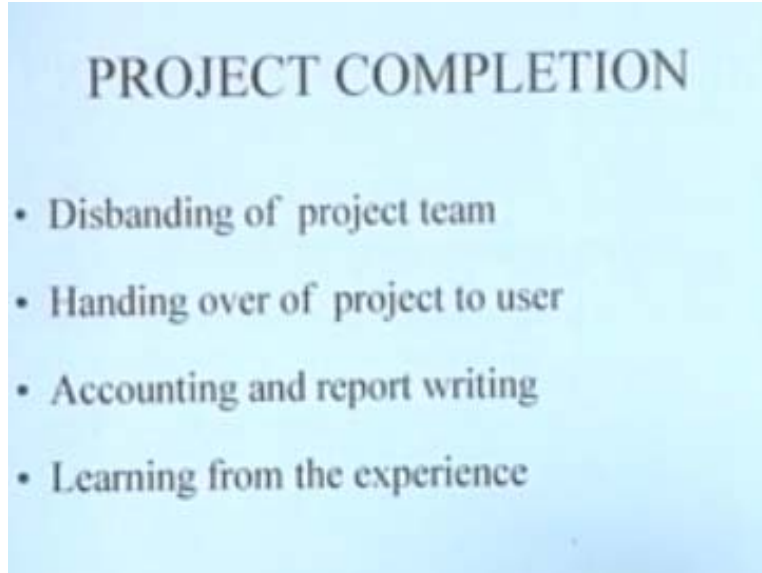 PROJECT COMPLETION
• Disbanding of project team
• Handing over of project to user
• Accounting and report writing
• Learning from the experience